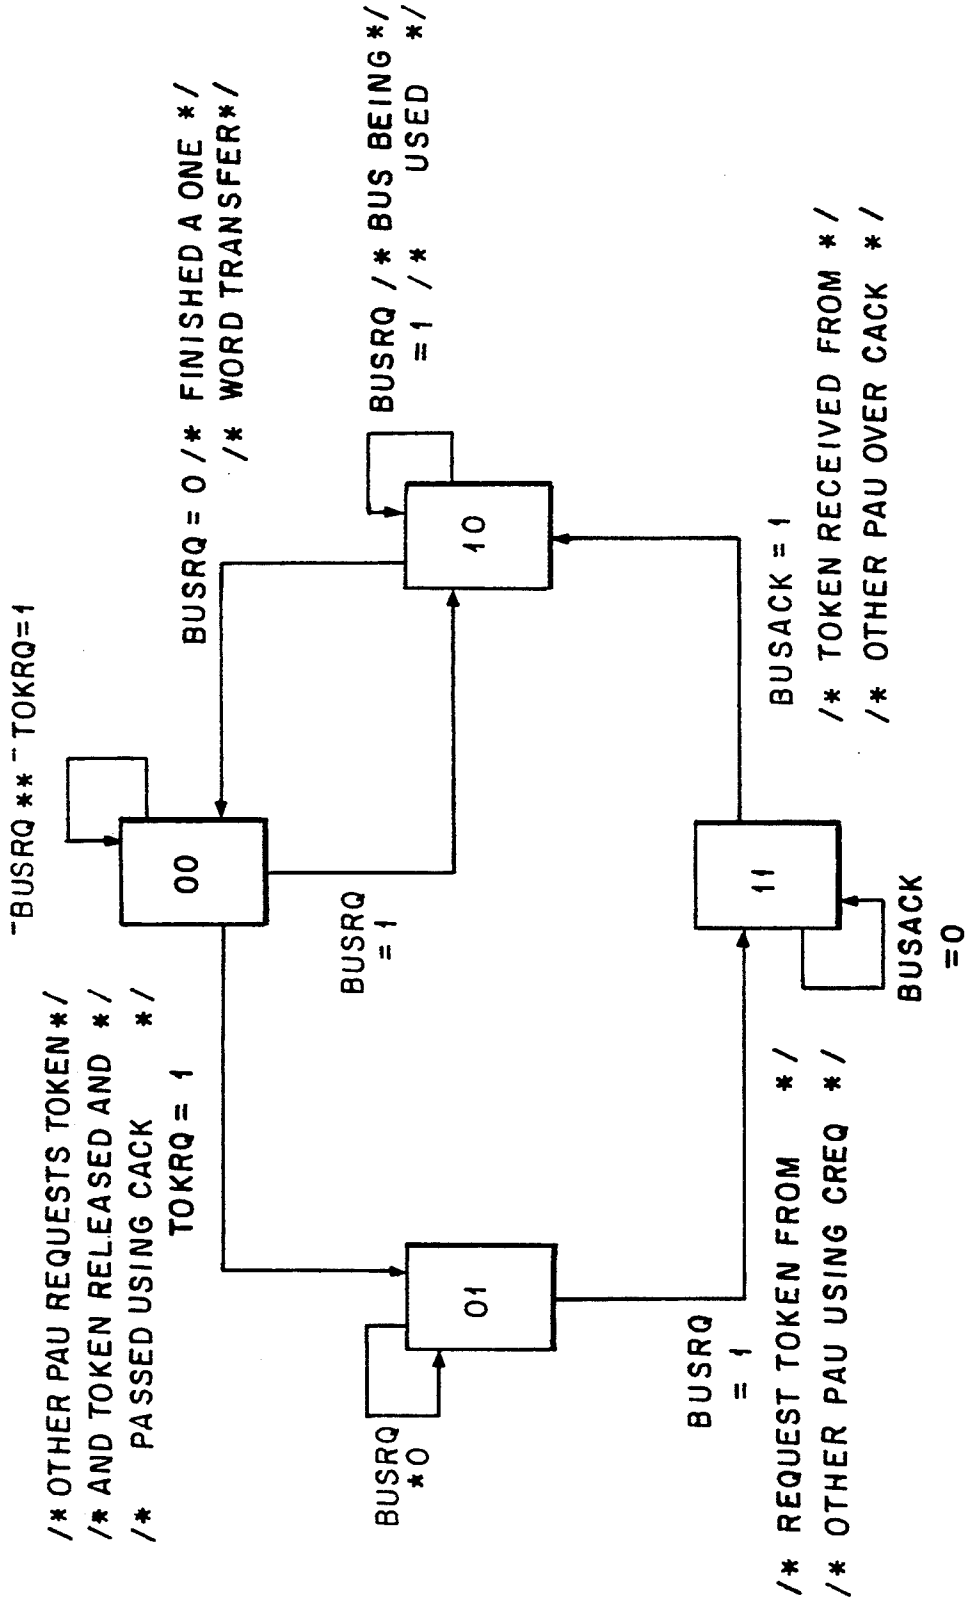 ¯BUSRQ ** ¯TOKRQ=1
/* OTHER PAU REQUESTS TOKEN */
/* AND TOKEN RELEASED AND */
/* PASSED USING CACK */
TOKRQ = 1
00
BUSRQ = 0 /* FINISHED A ONE */
/* WORD TRANSFER */
BUSRQ
= 1
BUSRQ
*0
01
10
BUSRQ /* BUS BEING */
= 1 /* USED */
BUSRQ
= 1
/* REQUEST TOKEN FROM */
/* OTHER PAU USING CREQ */
11
BUSACK
=0
BUSACK = 1
/* TOKEN RECEIVED FROM */
/* OTHER PAU OVER CACK */